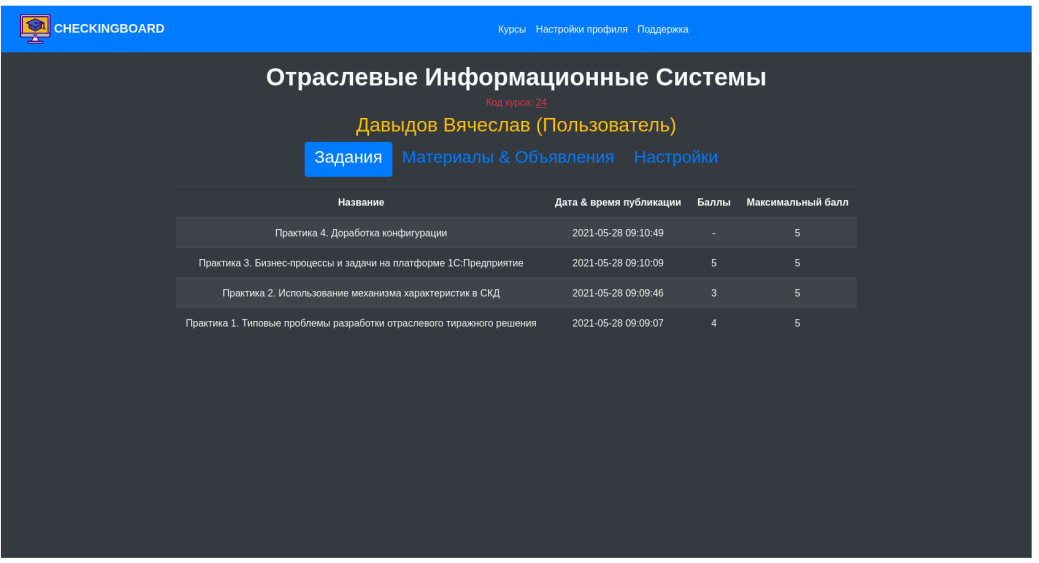 CHECKINGBOARD Курсы Настройки профиля Поддержка
Отраслевые Информационные Системы
Код курса: 24
Давыдов Вячеслав (Пользователь)
Задания Материалы & Объявления Настройки
Название Дата & время публикации Баллы Максимальный балл
Практика 4. Доработка конфигурации 2021-05-28 09:10:49 - 5
Практика 3. Бизнес-процессы и задачи на платформе 1С:Предприятие 2021-05-28 09:10:09 5 5
Практика 2. Использование механизма характеристик в СКД 2021-05-28 09:09:46 3 5
Практика 1. Типовые проблемы разработки отраслевого тиражного решения 2021-05-28 09:09:07 4 5